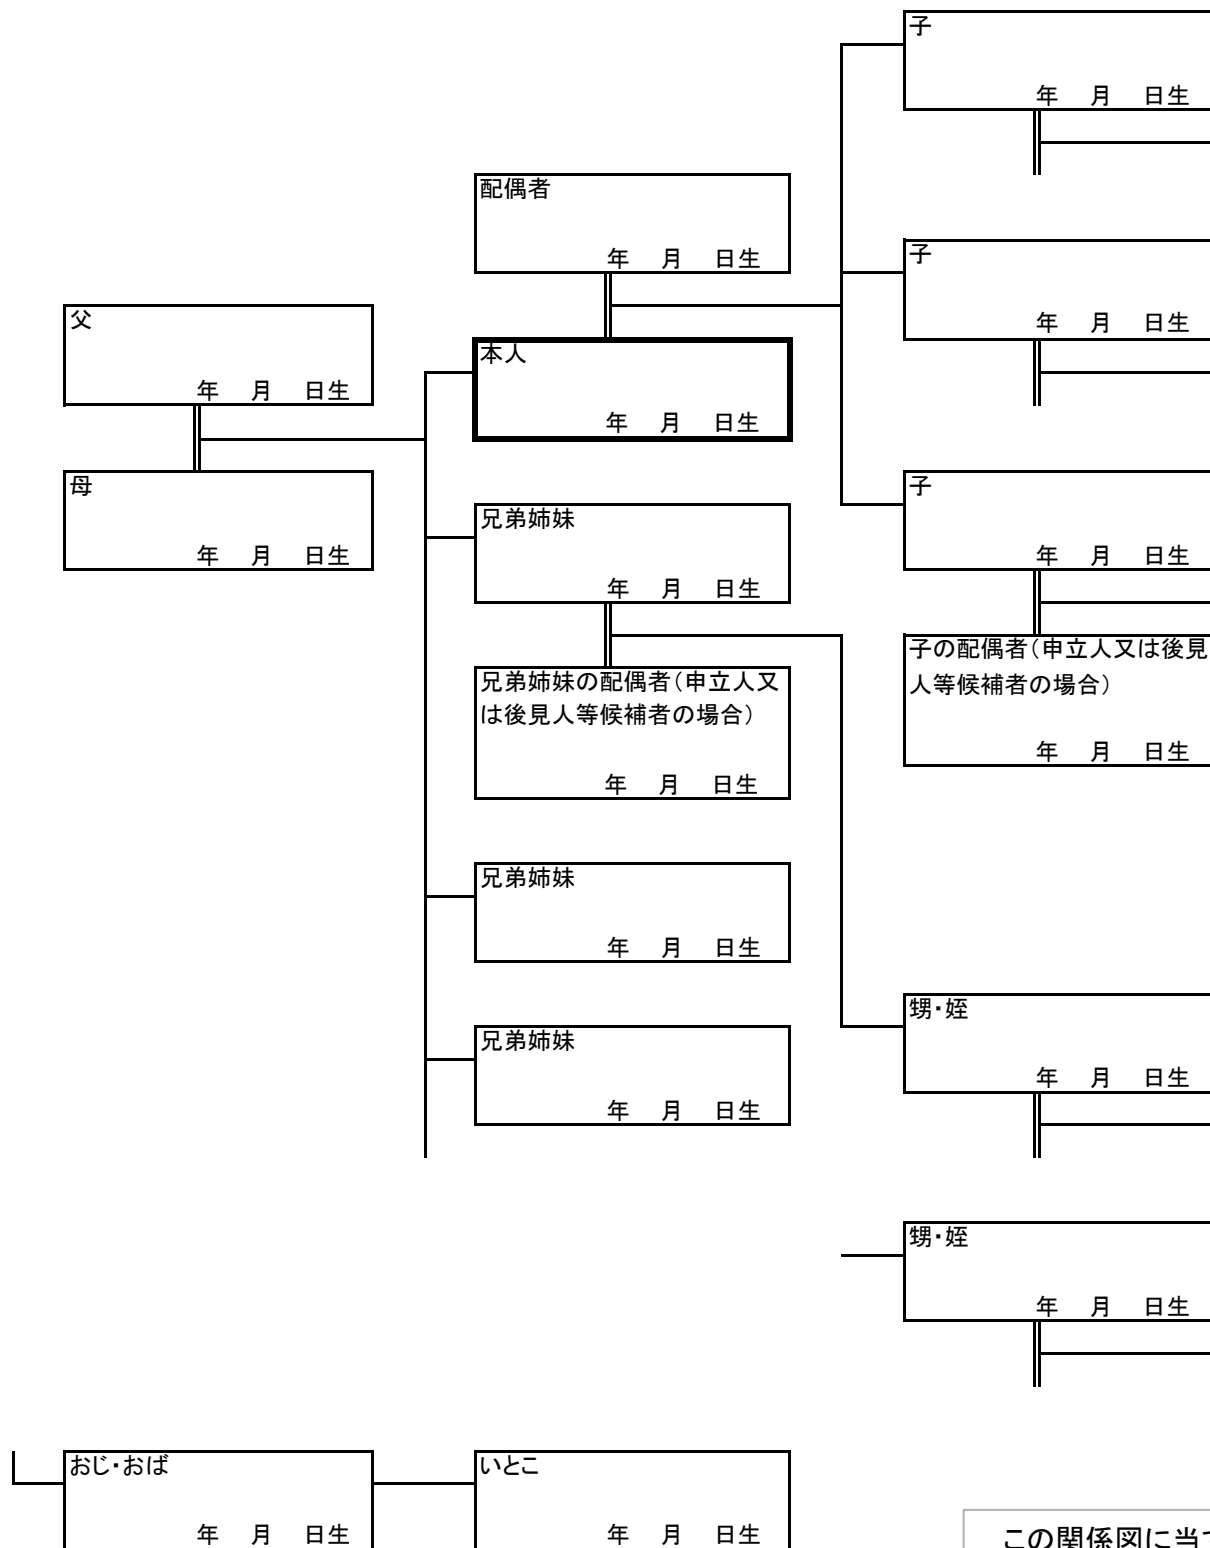 子
年 月 日生
配偶者
年 月 日生
子
年 月 日生
父
年 月 日生
本人
年 月 日生
母
年 月 日生
兄弟姉妹
年 月 日生
子
年 月 日生
兄弟姉妹の配偶者（申立人又
は後見人等候補者の場合）
年 月 日生
子の配偶者（申立人又は後見
人等候補者の場合）
年 月 日生
兄弟姉妹
年 月 日生
兄弟姉妹
年 月 日生
甥・姪
年 月 日生
甥・姪
年 月 日生
おじ・おば
年 月 日生
いとこ
年 月 日生
この関係図に当て